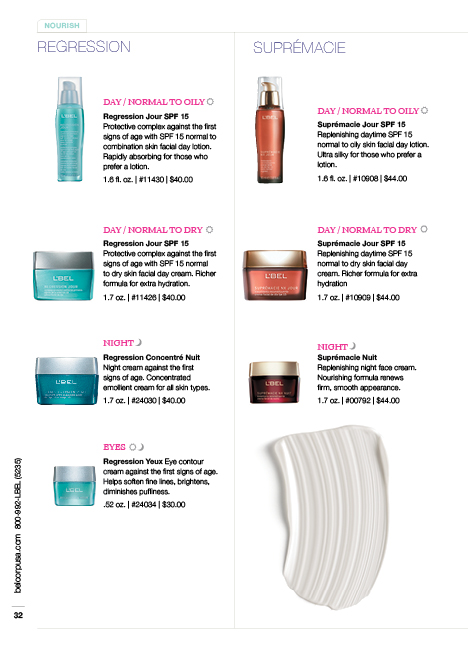 NOURISH
REGRESSION
DAY / NORMAL TO OILY
Regression Jour SPF 15
Protective complex against the first
signs of age with SPF 15 normal to
combination skin facial day lotion.
Rapidly absorbing for those who
prefer a lotion.
1.6 fl. oz. | #11430 | $40.00
DAY / NORMAL TO DRY
Regression Jour SPF 15
Protective complex against the first
signs of age with SPF 15 normal
to dry skin facial day cream. Richer
formula for extra hydration.
1.7 oz. | #11426 | $40.00
NIGHT
Regression Concentré Nuit
Night cream against the first
signs of age. Concentrated
emollient cream for all skin types.
1.7 oz. | #24030 | $40.00
EYES
Regression Yeux Eye contour
cream against the first signs of age.
Helps soften fine lines, brightens,
diminishes puffiness.
.52 oz. | #24034 | $30.00
SUPRÉMACIE
DAY / NORMAL TO OILY
Suprémacie Jour SPF 15
Replenishing daytime SPF 15
normal to oily skin facial day lotion.
Ultra silky for those who prefer a
lotion.
1.6 fl. oz. | #10908 | $44.00
DAY / NORMAL TO DRY
Suprémacie Jour SPF 15
Replenishing daytime SPF 15
normal to dry skin facial day
cream. Richer formula for extra
hydration
1.7 oz. | #10909 | $44.00
NIGHT
Suprémacie Nuit
Replenishing night face cream.
Nourishing formula renews
firm, smooth appearance.
1.7 oz. | #00792 | $44.00
L'BEL
L'BEL
L'BEL
L'BEL
L'BEL
L'BEL
L'BEL
belcorpusa.com 800-992-LBEL (5235)
32